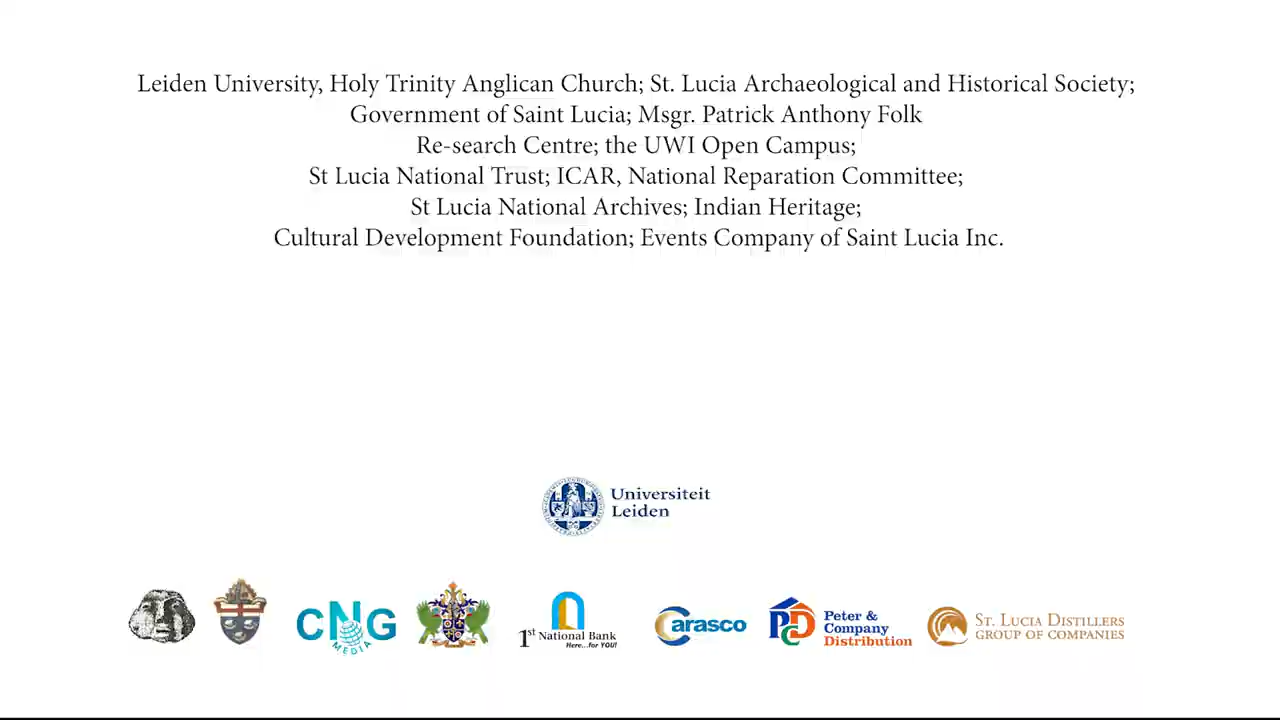 Leiden University, Holy Trinity Anglican Church; St. Lucia Archaeological and Historical Society;
Government of Saint Lucia; Msgr. Patrick Anthony Folk
Re-search Centre; the UWI Open Campus;
St Lucia National Trust; ICAR, National Reparation Committee;
St Lucia National Archives; Indian Heritage;
Cultural Development Foundation; Events Company of Saint Lucia Inc.
Universiteit
Leiden
CNG
MEDIA
1st National Bank
Here...for YOU!
Carasco
PCD
Peter &
Company
Distribution
ST. LUCIA DISTILLERS
GROUP OF COMPANIES